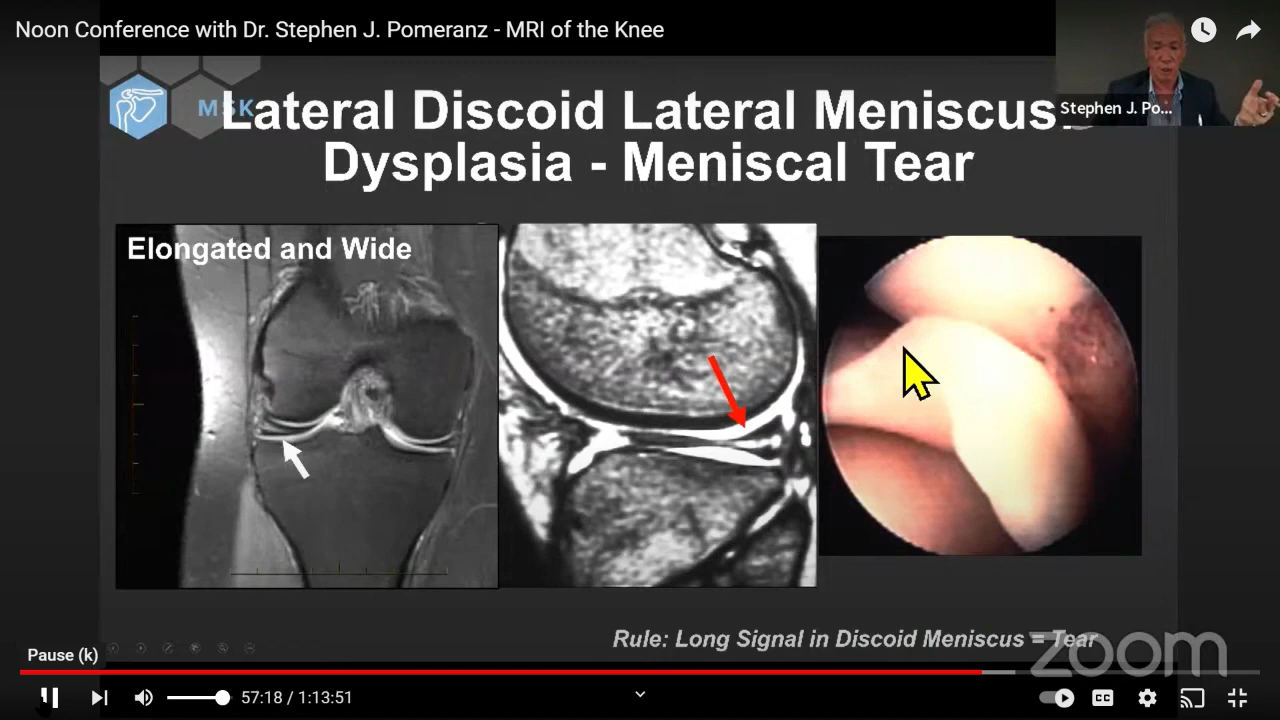 Noon Conference with Dr. Stephen J. Pomeranz - MRI of the Knee
Stephen J. Po...
MSK
Lateral Discoid Lateral Meniscus:
Dysplasia - Meniscal Tear
Elongated and Wide
Rule: Long Signal in Discoid Meniscus = Tear
zoom
Pause (k)
57:18 / 1:13:51
CC